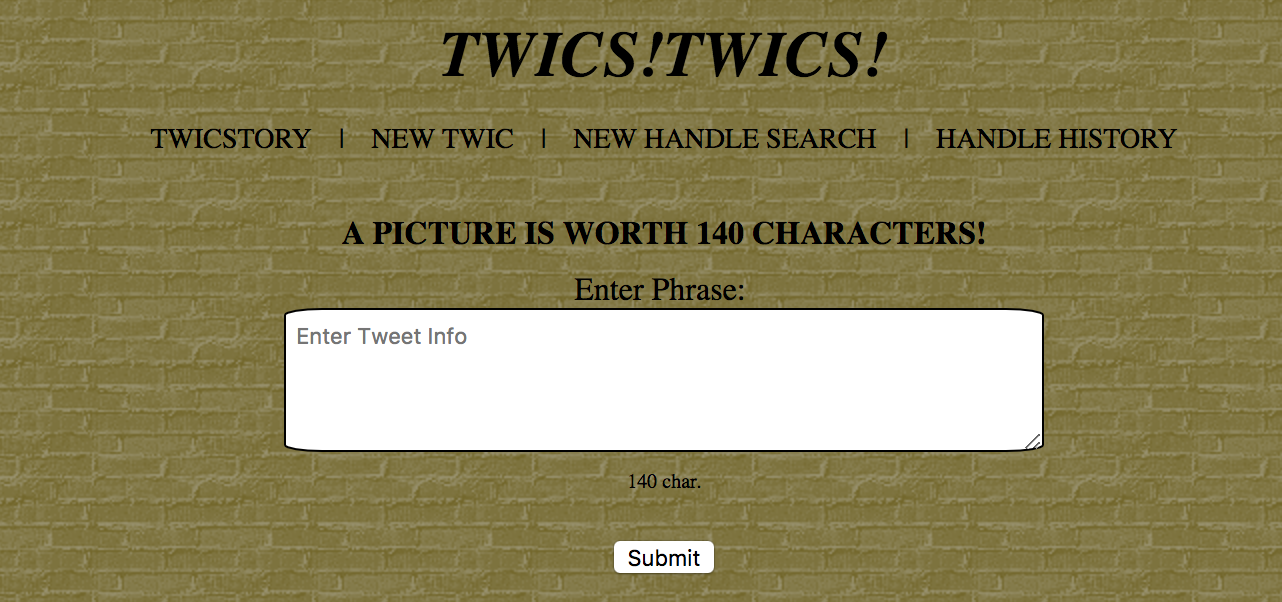 TWICS!TWICS!
TWICSTORY | NEW TWIC | NEW HANDLE SEARCH | HANDLE HISTORY
A PICTURE IS WORTH 140 CHARACTERS!
Enter Phrase:
Enter Tweet Info
140 char.
Submit